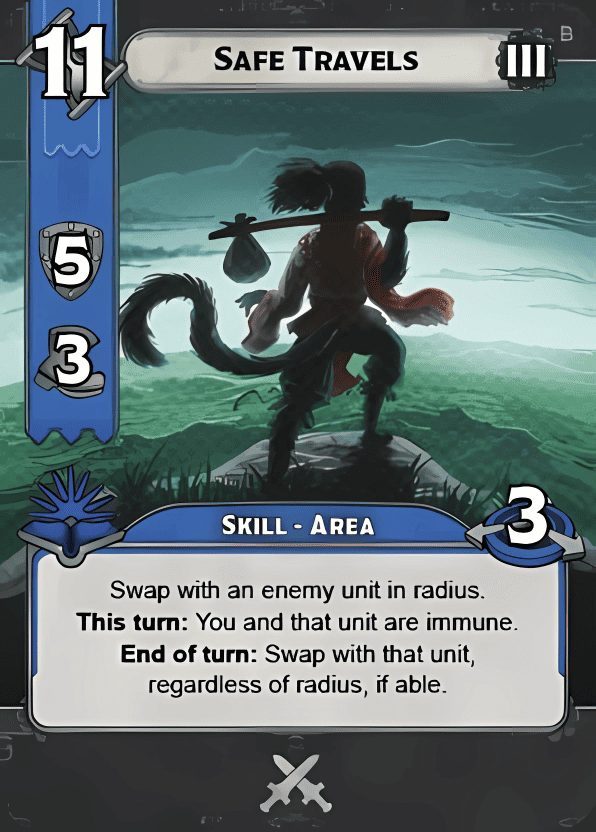 11
SAFE TRAVELS
III
B
5
3
SKILL - AREA
3
Swap with an enemy unit in radius.
This turn: You and that unit are immune.
End of turn: Swap with that unit,
regardless of radius, if able.